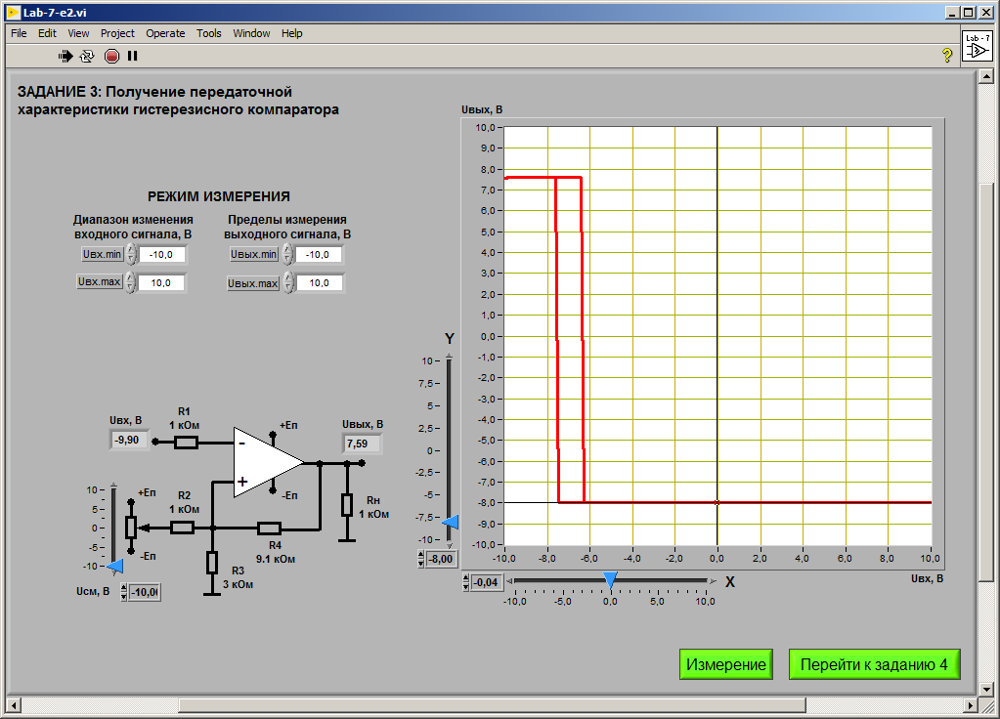 Lab-7-e2.vi
File Edit View Project Operate Tools Window Help
Lab - 7
?
ЗАДАНИЕ 3: Получение передаточной
характеристики гистерезисного компаратора
РЕЖИМ ИЗМЕРЕНИЯ
Диапазон изменения
входного сигнала, В
Uвх.min -10,0
Uвх.max 10,0
Пределы измерения
выходного сигнала, В
Uвых.min -10,0
Uвых.max 10,0
Uвых, В
10,0
9,0
8,0
7,0
6,0
5,0
4,0
3,0
2,0
1,0
0,0
-1,0
-2,0
-3,0
-4,0
-5,0
-6,0
-7,0
-8,0
-9,0
-10,0
-10,0 -8,0 -6,0 -4,0 -2,0 0,0 2,0 4,0 6,0 8,0 10,0
Uвх, В
Y
10
7,5
5
2,5
0
-2,5
-5
-7,5
-10
-8,00
-0,04
X
-10,0 -5,0 0,0 5,0 10,0
Uвх, В
-9,90
R1
1 кОм
+Eп
-
+
-Eп
Uвых, В
7,59
Rн
1 кОм
10
5
0
-5
-10
+Eп
-Eп
R2
1 кОм
R4
9.1 кОм
R3
3 кОм
Uсм, В
Измерение
Перейти к заданию 4